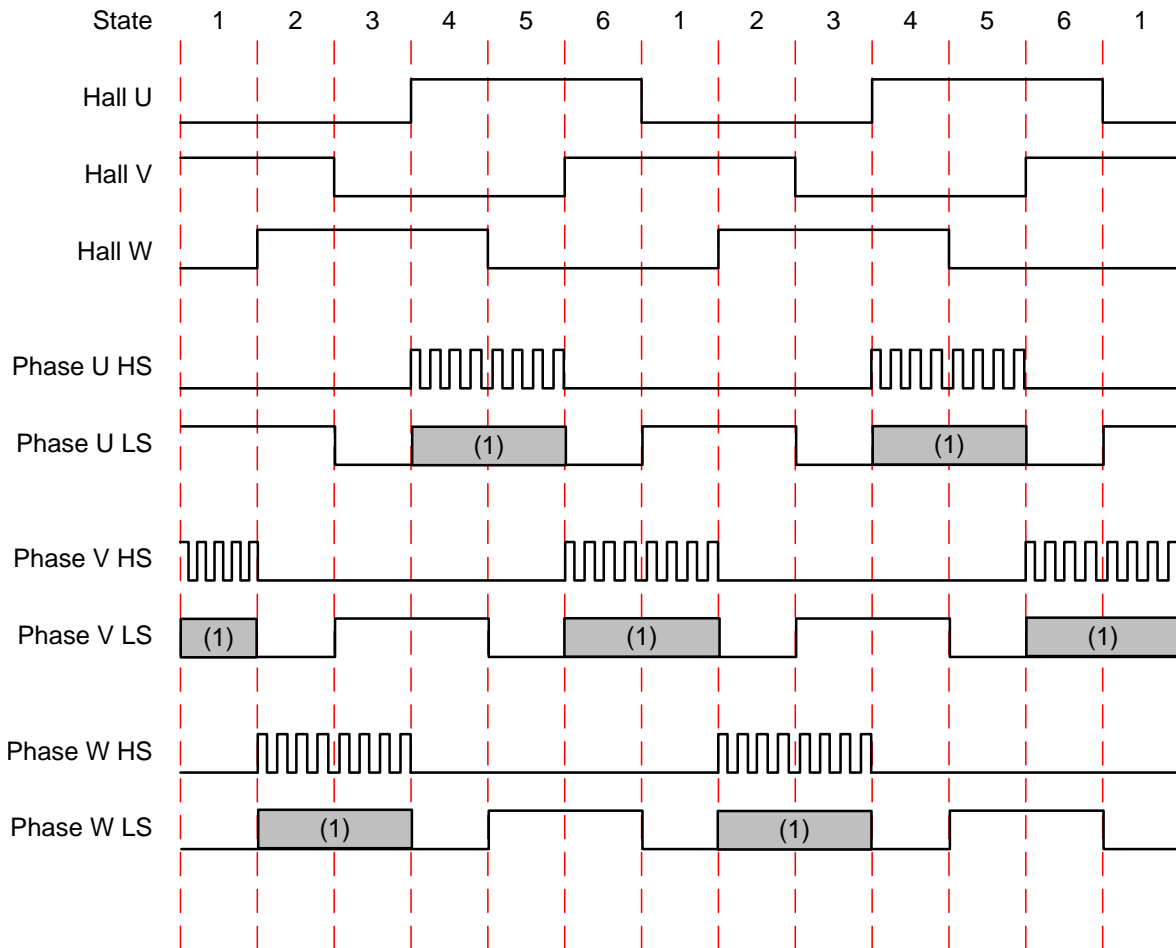 State 1 2 3 4 5 6 1 2 3 4 5 6 1
Hall U
Hall V
Hall W
Phase U HS
Phase U LS (1) (1)
Phase V HS
Phase V LS (1) (1) (1)
Phase W HS
Phase W LS (1) (1)